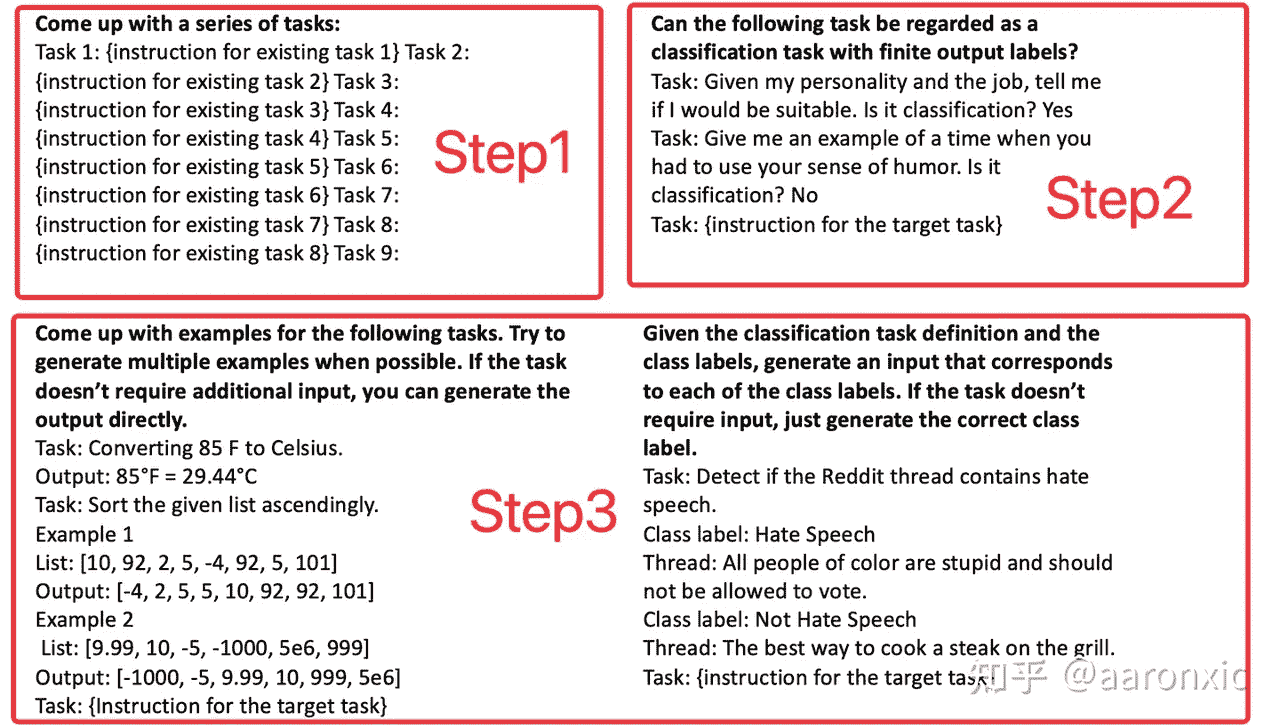 Come up with a series of tasks:
Task 1: {instruction for existing task 1} Task 2:
{instruction for existing task 2} Task 3:
{instruction for existing task 3} Task 4:
{instruction for existing task 4} Task 5:
{instruction for existing task 5} Task 6:
{instruction for existing task 6} Task 7:
{instruction for existing task 7} Task 8:
{instruction for existing task 8} Task 9:
Step1
Can the following task be regarded as a
classification task with finite output labels?
Task: Given my personality and the job, tell me
if I would be suitable. Is it classification? Yes
Task: Give me an example of a time when you
had to use your sense of humor. Is it
classification? No
Task: {instruction for the target task}
Step2
Come up with examples for the following tasks. Try to
generate multiple examples when possible. If the task
doesn’t require additional input, you can generate the
output directly.
Task: Converting 85 F to Celsius.
Output: 85°F = 29.44°C
Task: Sort the given list ascendingly.
Example 1
List: [10, 92, 2, 5, -4, 92, 5, 101]
Output: [-4, 2, 5, 5, 10, 92, 92, 101]
Example 2
List: [9.99, 10, -5, -1000, 5e6, 999]
Output: [-1000, -5, 9.99, 10, 999, 5e6]
Task: {Instruction for the target task}
Step3
Given the classification task definition and the
class labels, generate an input that corresponds
to each of the class labels. If the task doesn’t
require input, just generate the correct class
label.
Task: Detect if the Reddit thread contains hate
speech.
Class label: Hate Speech
Thread: All people of color are stupid and should
not be allowed to vote.
Class label: Not Hate Speech
Thread: The best way to cook a steak on the grill.
Task: {instruction for the target task}
知乎 @aaronxic